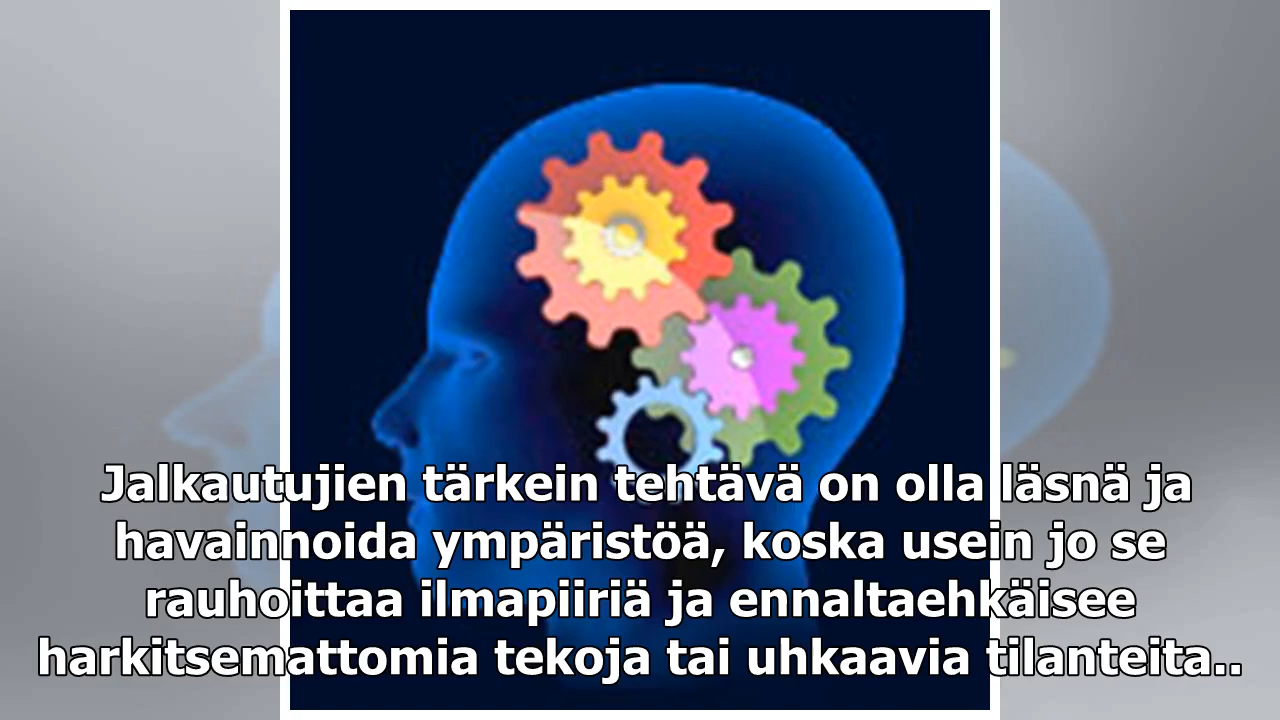 Jalkautujien tärkein tehtävä on olla läsnä ja
havainnoida ympäristöä, koska usein jo se
rauhoittaa ilmapiiriä ja ennaltaehkäisee
harkitsemattomia tekoja tai uhkaavia tilanteita..